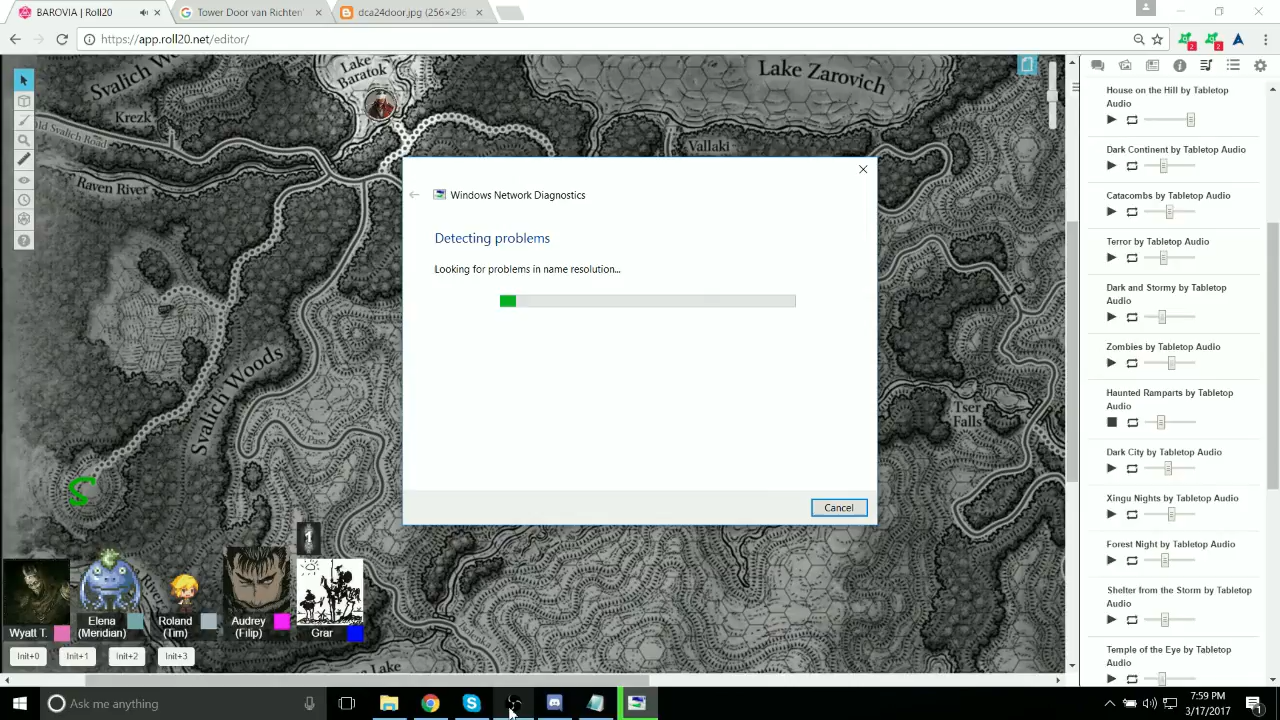 BAROVIA | Roll20
Tower Door van Richten'
dca24door.jpg (256×296
https://app.roll20.net/editor/
Lake
Baratok
Lake Zarovich
Krezk
Old Svalich Road
Raven River
Vallaki
Svalich Woods
Tser
Falls
Windows Network Diagnostics
Detecting problems
Looking for problems in name resolution...
Cancel
S
1
Wyatt T.
Elena
(Meridian)
Roland
(Tim)
Audrey
(Filip)
Grar
Init+0
Init+1
Init+2
Init+3
House on the Hill by Tabletop
Audio
Dark Continent by Tabletop Audio
Catacombs by Tabletop Audio
Terror by Tabletop Audio
Dark and Stormy by Tabletop
Audio
Zombies by Tabletop Audio
Haunted Ramparts by Tabletop
Audio
Dark City by Tabletop Audio
Xingu Nights by Tabletop Audio
Forest Night by Tabletop Audio
Shelter from the Storm by Tabletop
Audio
Temple of the Eye by Tabletop
Audio
2
2
Ask me anything
7:59 PM
3/17/2017
1